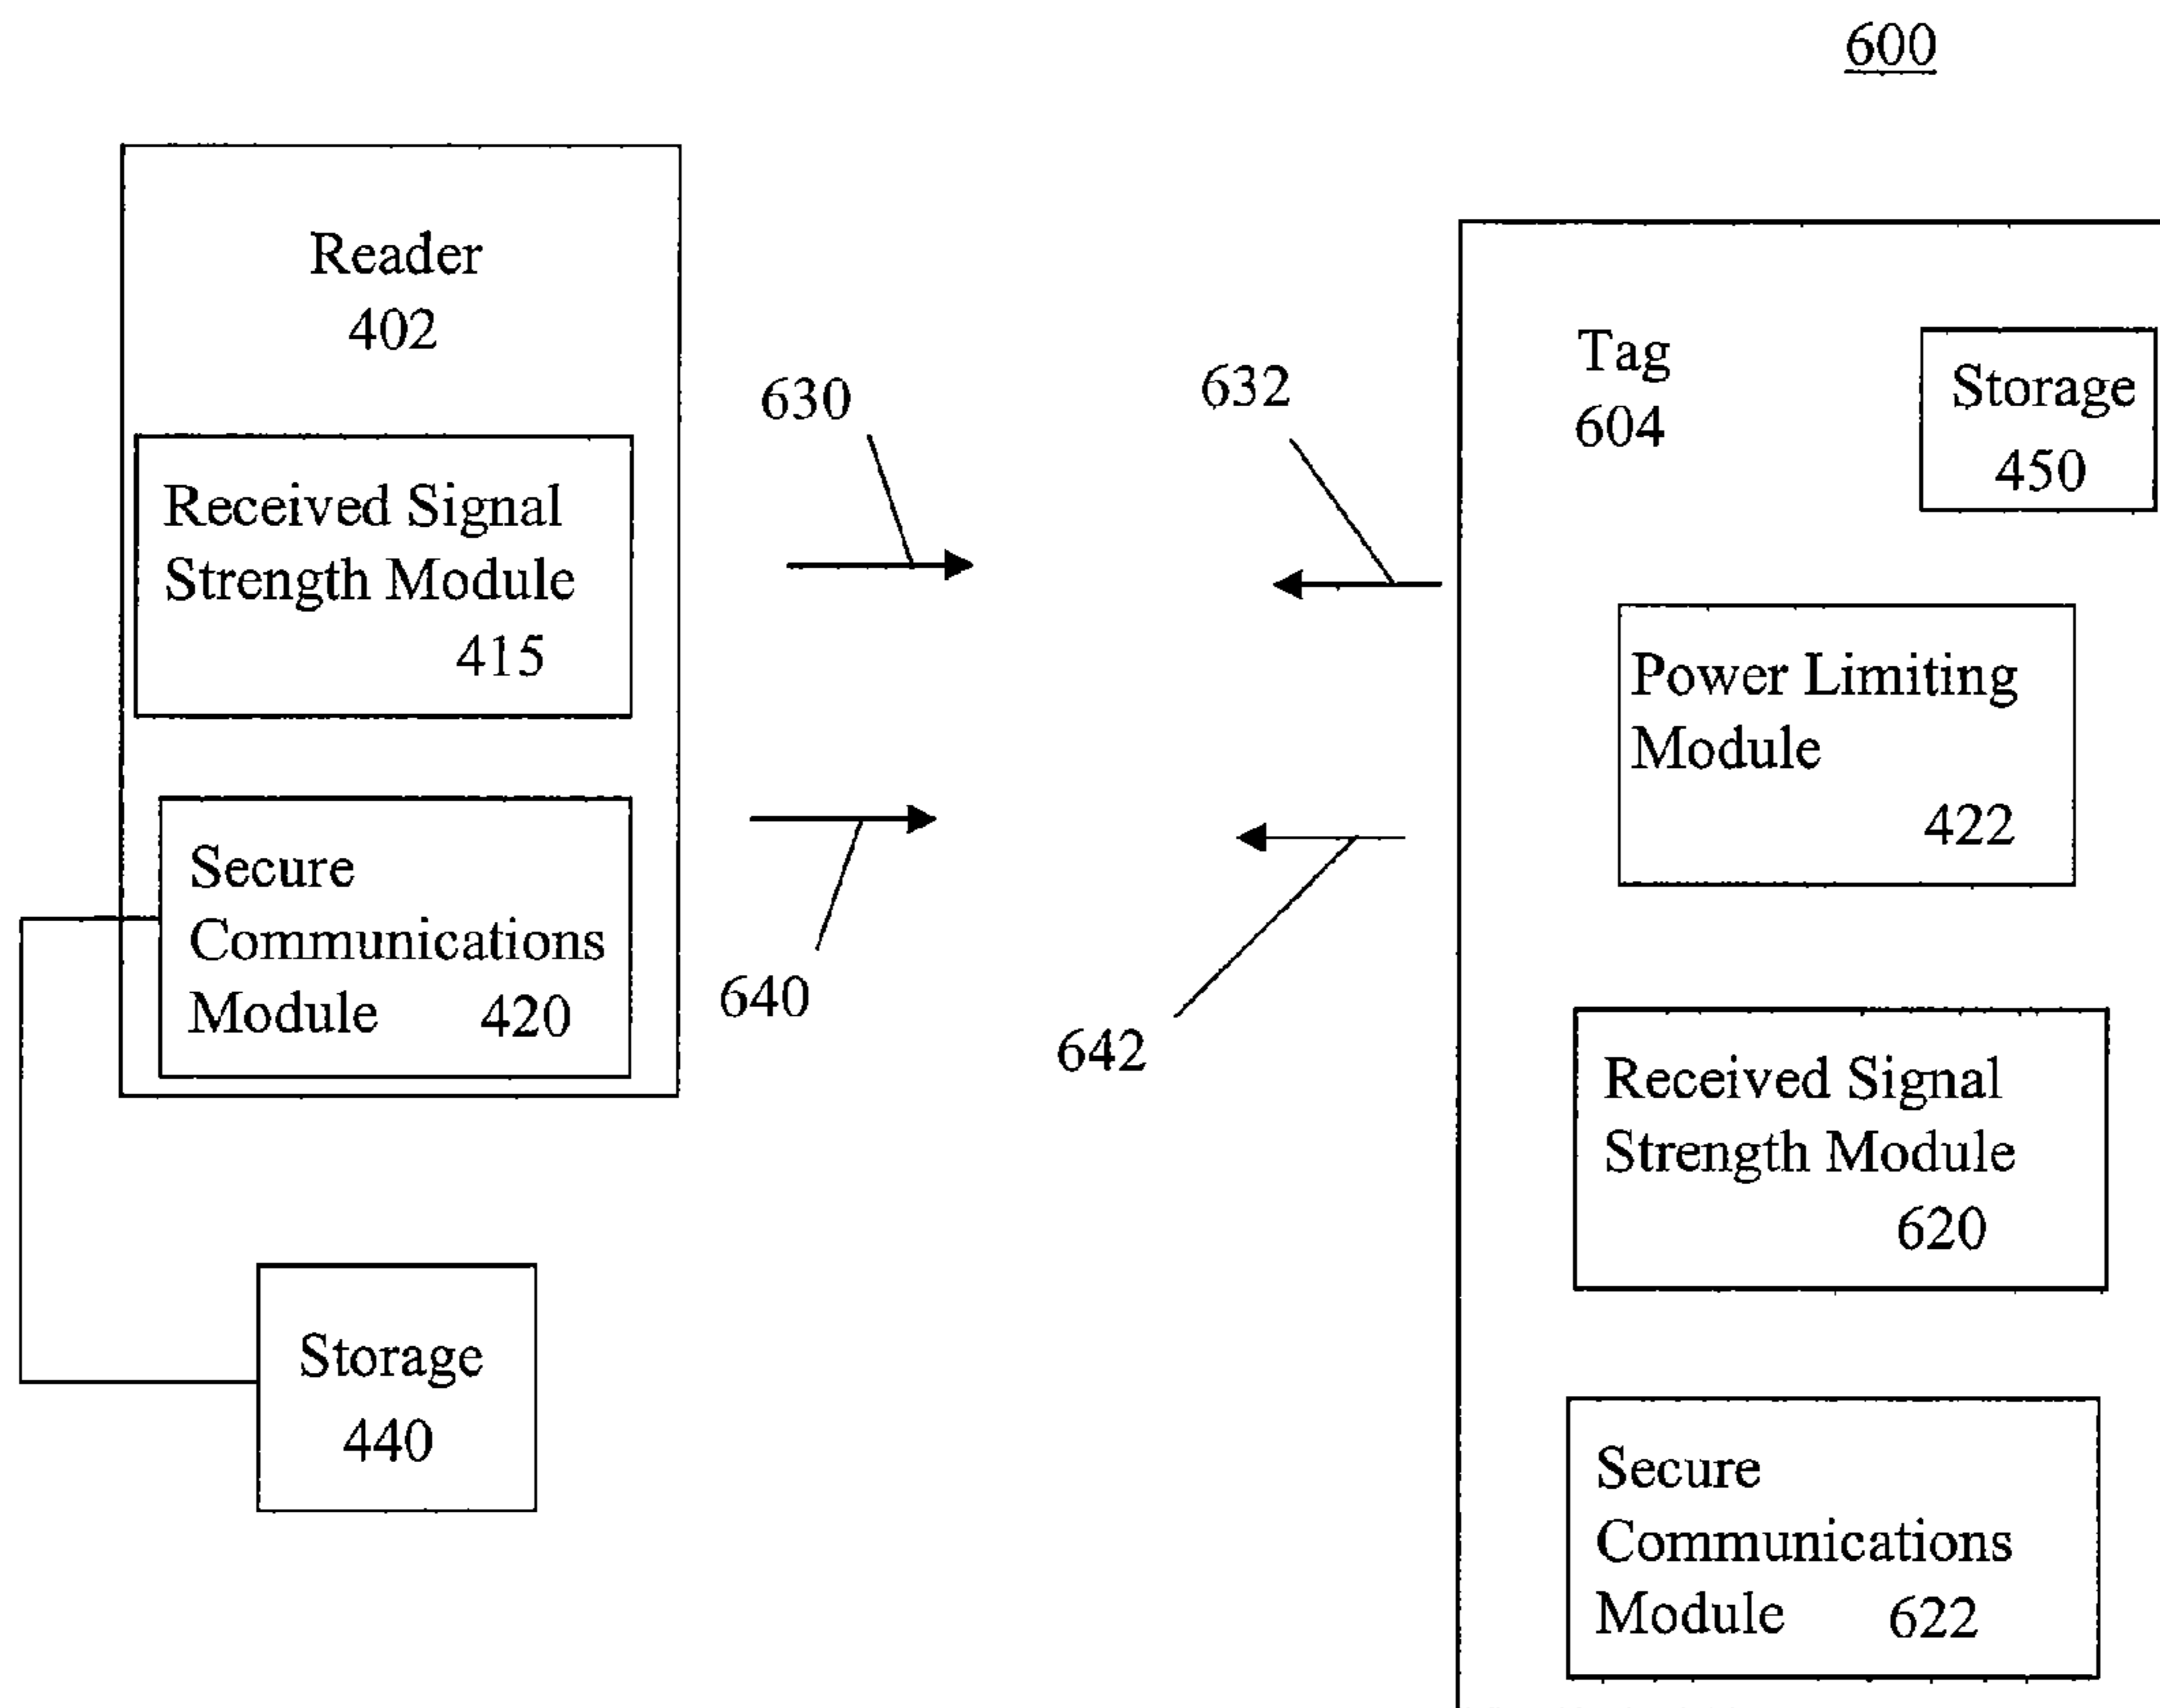 600
Reader
402
Received Signal
Strength Module
415
Secure
Communications
Module 420
Storage
440
630
632
640
642
Tag
604
Storage
450
Power Limiting
Module
422
Received Signal
Strength Module
620
Secure
Communications
Module 622